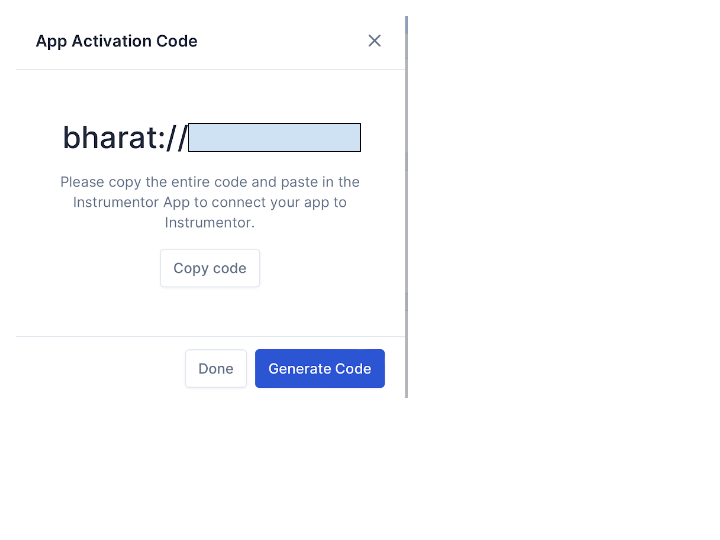 App Activation Code
bharat://
Please copy the entire code and paste in the
Instrumentor App to connect your app to
Instrumentor.
Copy code
Done
Generate Code